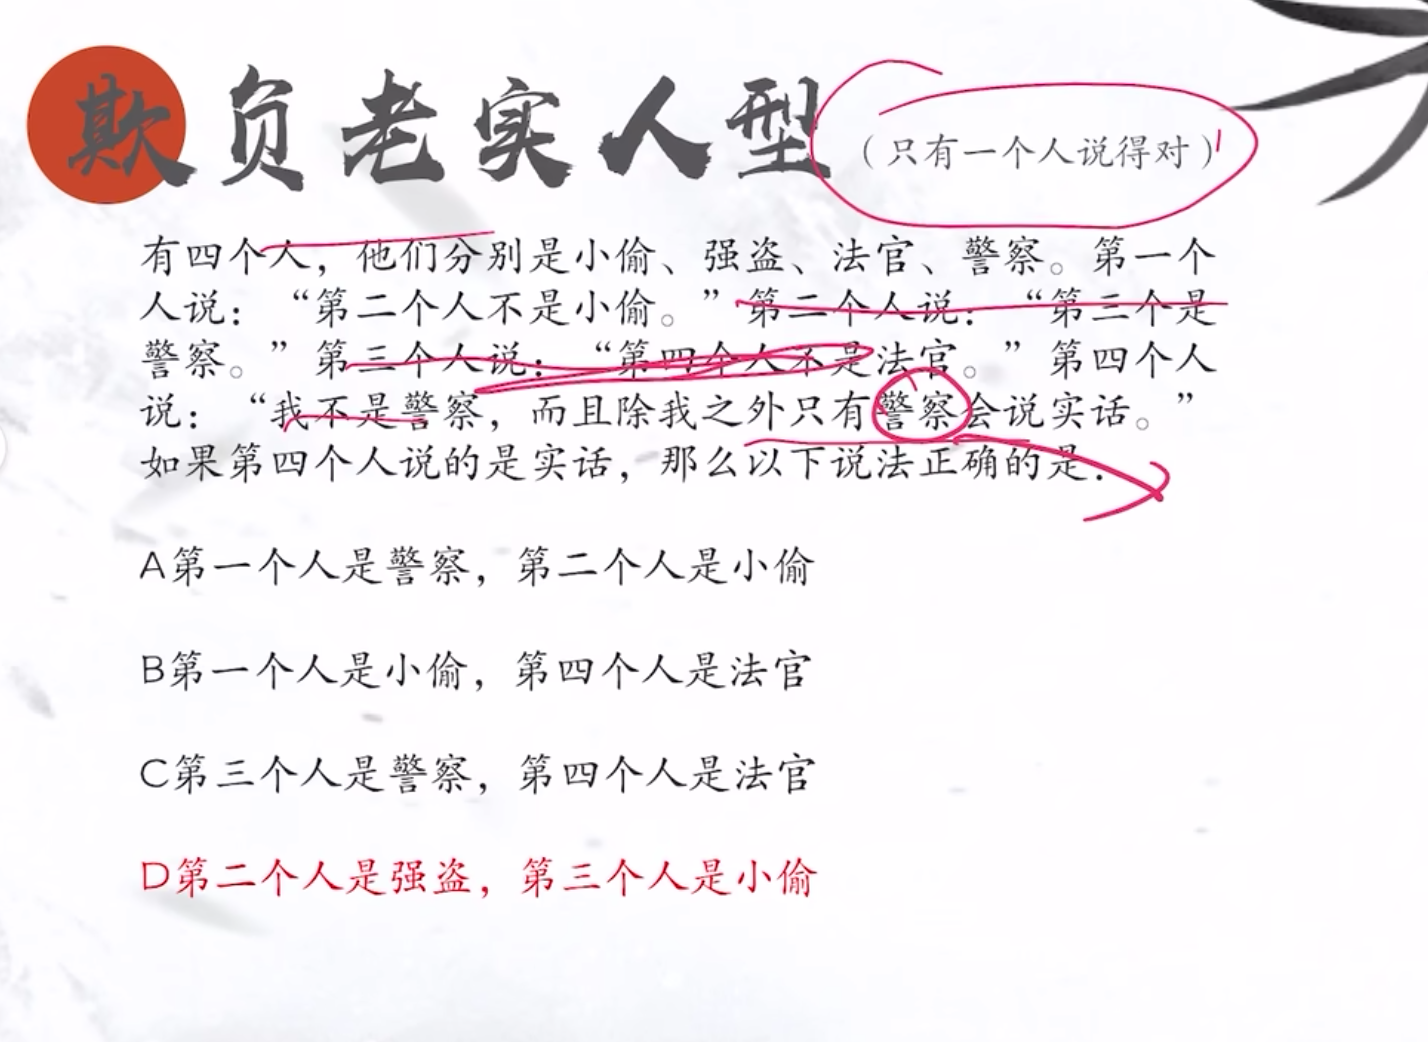 欺负老实人型（只有一个人说得对）
有四个人，他们分别是小偷、强盗、法官、警察。第一个
人说：“第二个人不是小偷。”第二个人说：“第三个是
警察。”第三个人说：“第四个人不是法官。”第四个人
说：“我不是警察，而且除我之外只有警察会说实话。”
如果第四个人说的是实话，那么以下说法正确的是：
A第一个人是警察，第二个人是小偷
B第一个人是小偷，第四个人是法官
C第三个人是警察，第四个人是法官
D第二个人是强盗，第三个人是小偷